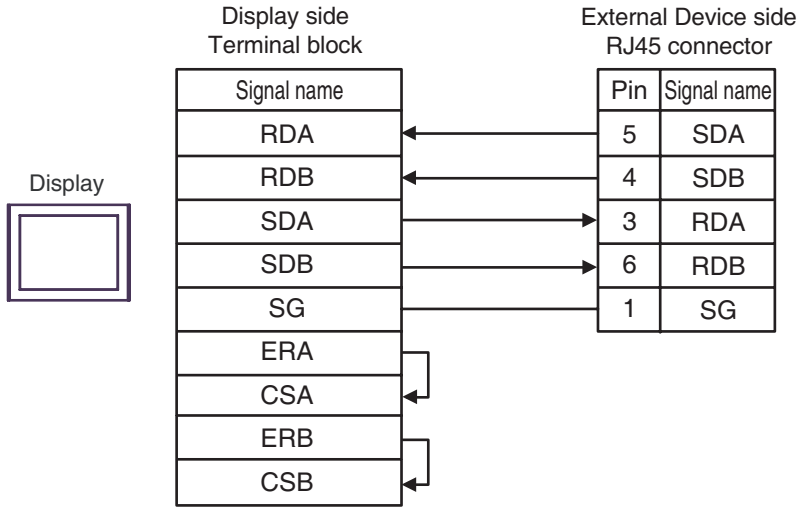 Display side
Terminal block
External Device side
RJ45 connector
Signal name
Pin Signal name
RDA
5 SDA
RDB
4 SDB
Display
SDA
3 RDA
SDB
6 RDB
SG
1 SG
ERA
CSA
ERB
CSB